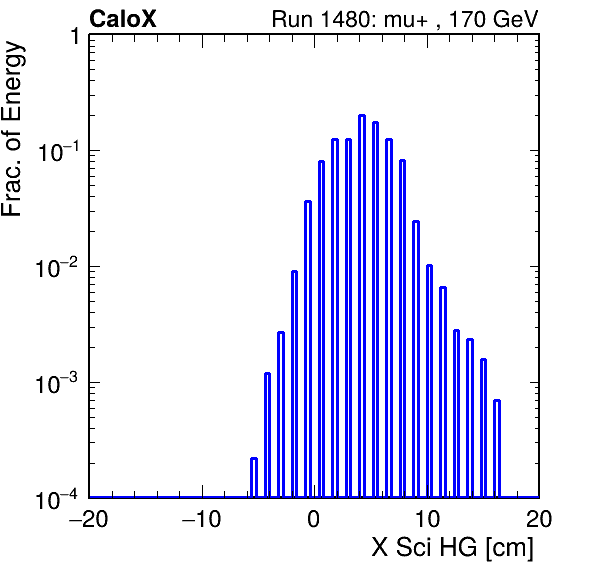 CaloX Run 1480: mu+ , 170 GeV
Frac. of Energy
1
10⁻¹
10⁻²
10⁻³
10⁻⁴
−20 −10 0 10 20
X Sci HG [cm]